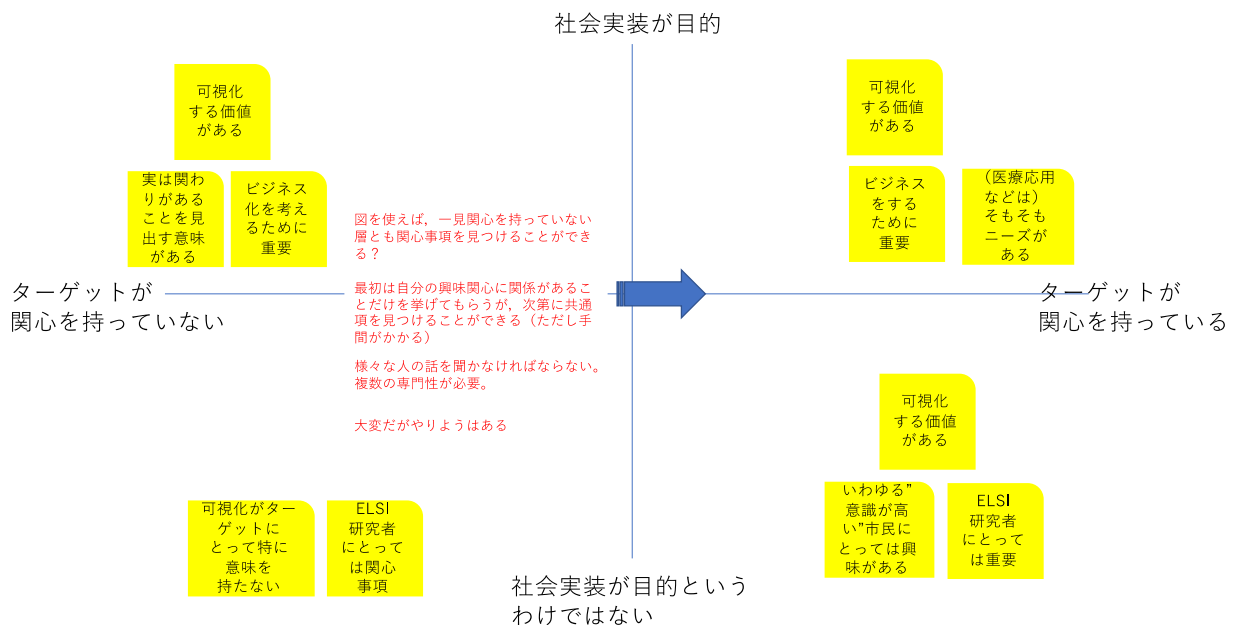 社会実装が目的
可視化
する価値
がある
実は関わ
りがある
ことを見
出す意味
がある
ビジネス
化を考え
るために
重要
可視化
する価値
がある
ビジネス
をする
ために
重要
（医療応用
などは）
そもそも
ニーズが
ある
図を使えば，一見関心を持っていない
層とも関心事項を見つけることができ
る？
最初は自分の興味関心に関係があるこ
とだけを挙げてもらうが，次第に共通
項を見つけることができる（ただし手
間がかかる）
様々な人の話を聞かなければならない。
複数の専門性が必要。
大変だがやりようはある
ターゲットが
関心を持っていない
ターゲットが
関心を持っている
可視化がター
ゲットに
とって特に
意味を
持たない
ELSI
研究者
にとって
は関心
事項
可視化
する価値
がある
いわゆる”
意識が高
い”市民に
とっては興
味がある
ELSI
研究者
にとって
は重要
社会実装が目的という
わけではない